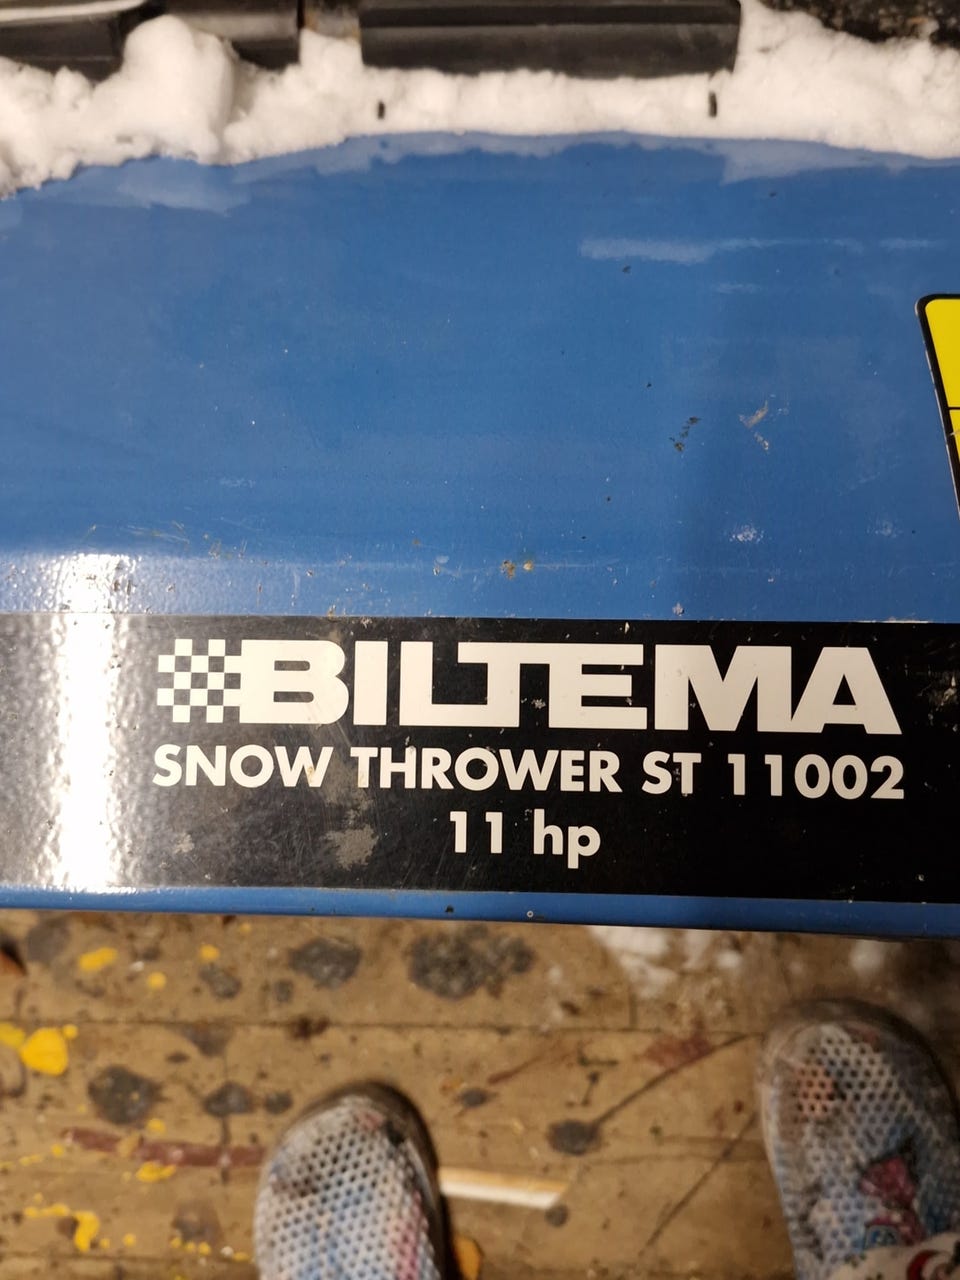 BILTEMA
SNOW THROWER ST 11002
11 hp